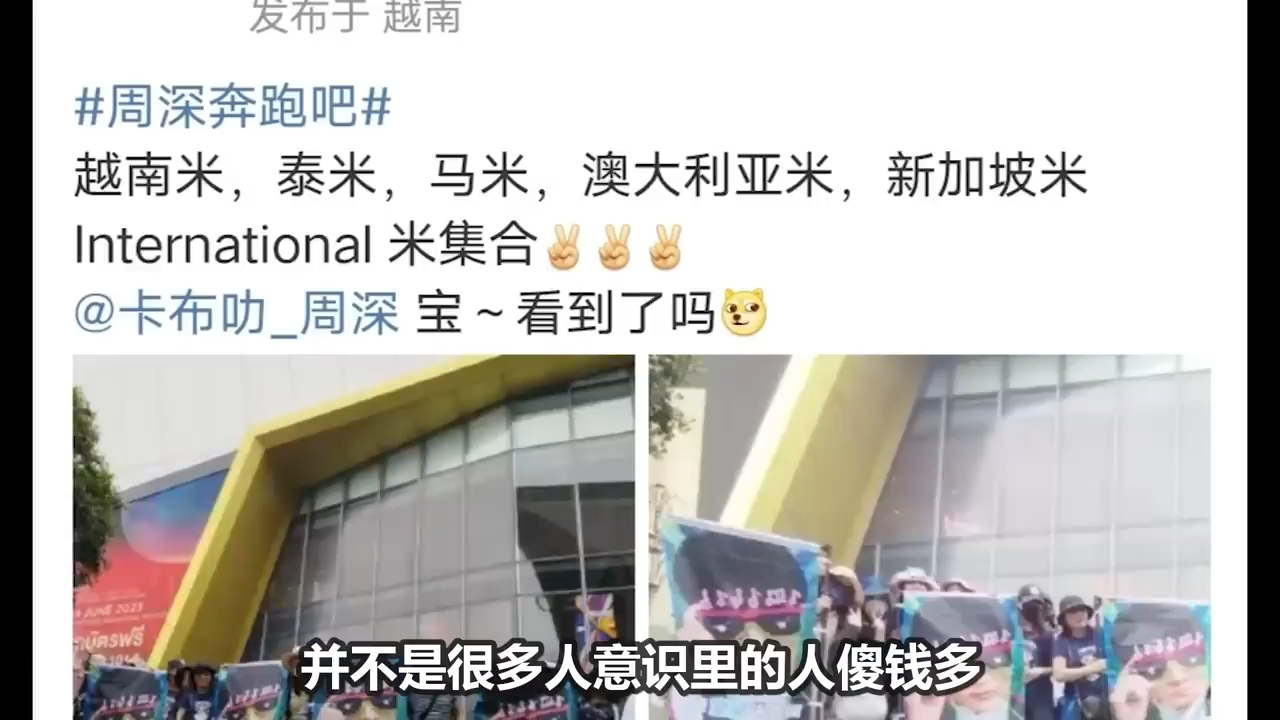 发布于 越南
#周深奔跑吧#
越南米，泰米，马米，澳大利亚米，新加坡米
International 米集合✌🏻✌🏻✌🏻
@卡布叻_周深 宝～看到了吗
JUNE 2023
并不是很多人意识里的人傻钱多